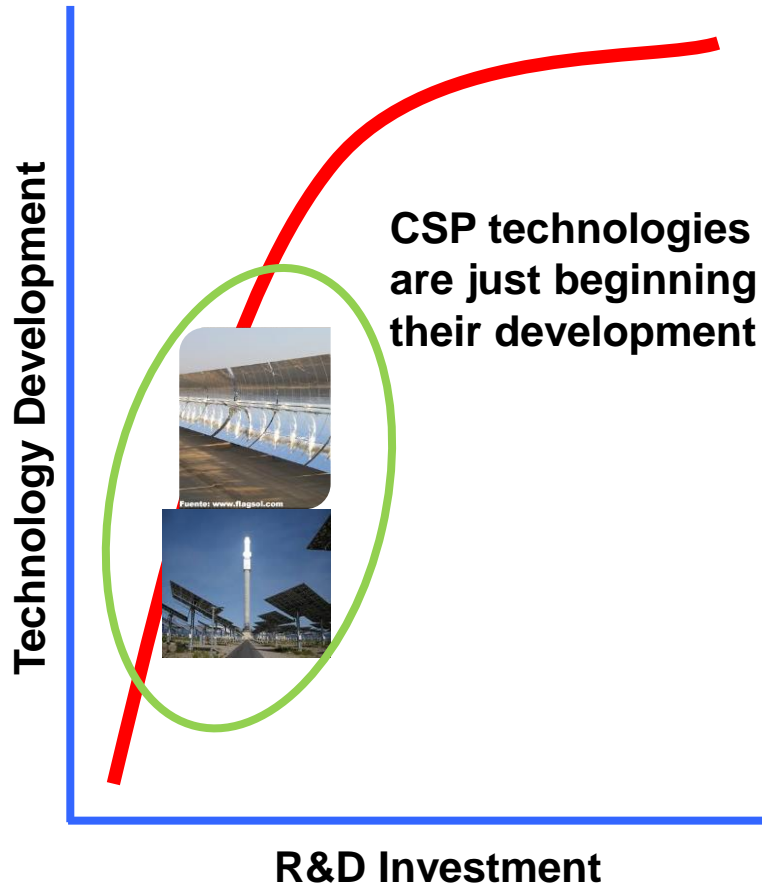 Technology Development
CSP technologies
are just beginning
their development
Fuente: www.flagsol.com
R&D Investment